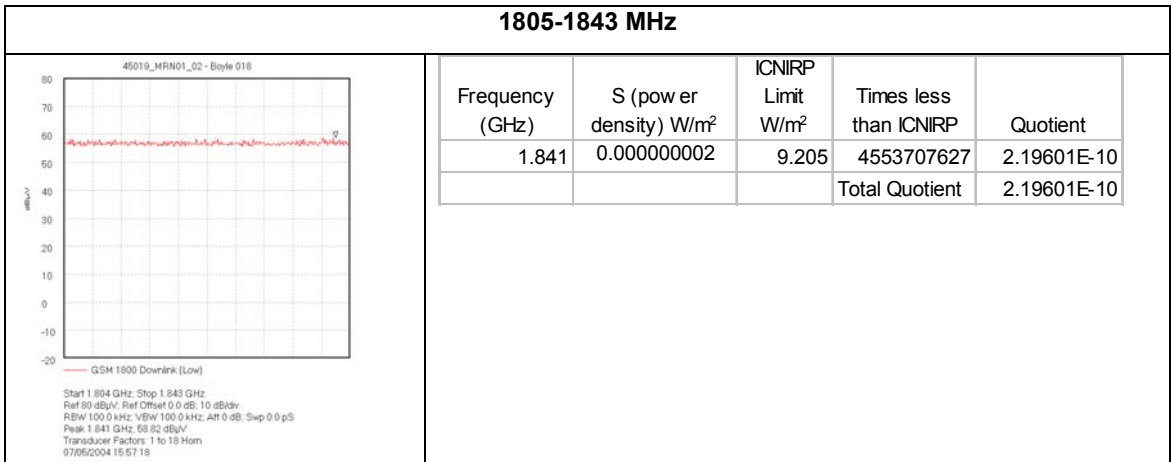 1805-1843 MHz
45019_MRN01_02 - Boyle 018
80
70
60
50
40
30
20
10
0
-10
-20
dBµV
GSM 1800 Downlink (Low)
Start 1.804 GHz; Stop 1.843 GHz
Ref 80 dBµV; Ref Offset 0.0 dB; 10 dB/div
RBW 100.0 kHz; VBW 100.0 kHz; Att 0 dB; Swp 0.0 pS
Peak 1.841 GHz, 58.82 dBµV
Transducer Factors: 1 to 18 Horn
07/05/2004 15:57:18
Frequency (GHz) S (pow er density) W/m² ICNIRP Limit W/m² Times less than ICNIRP Quotient
1.841 0.000000002 9.205 4553707627 2.19601E-10
Total Quotient 2.19601E-10